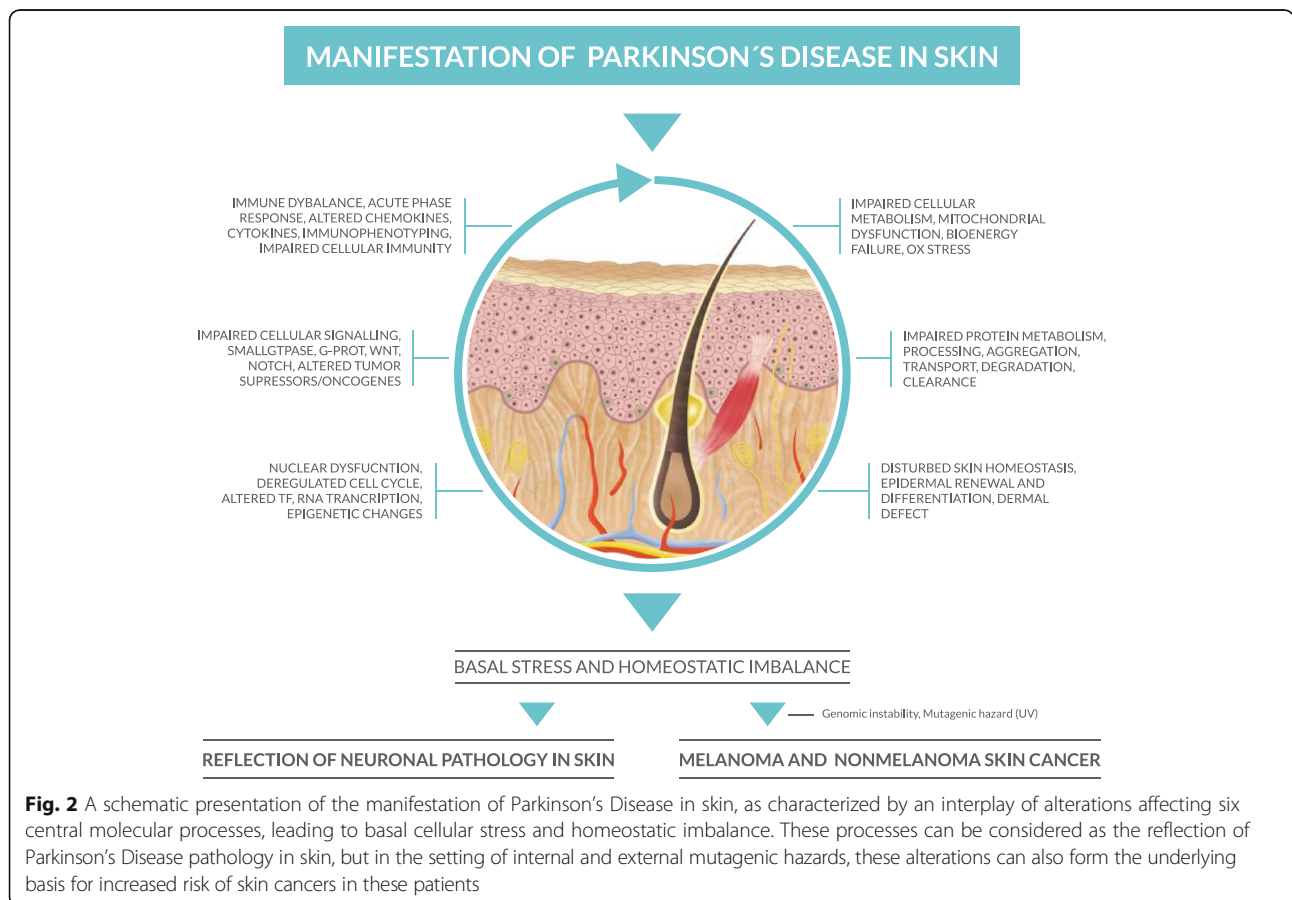 MANIFESTATION OF PARKINSON´S DISEASE IN SKIN
IMMUNE DYBALANCE, ACUTE PHASE
RESPONSE, ALTERED CHEMOKINES,
CYTOKINES, IMMUNOPHENOTYPING,
IMPAIRED CELLULAR IMMUNITY
IMPAIRED CELLULAR
METABOLISM, MITOCHONDRIAL
DYSFUNCTION, BIOENERGY
FAILURE, OX STRESS
IMPAIRED CELLULAR SIGNALLING,
SMALLGTPASE, G-PROT, WNT,
NOTCH, ALTERED TUMOR
SUPRESSORS/ONCOGENES
IMPAIRED PROTEIN METABOLISM,
PROCESSING, AGGREGATION,
TRANSPORT, DEGRADATION,
CLEARANCE
NUCLEAR DYSFUCNTION,
DEREGULATED CELL CYCLE,
ALTERED TF, RNA TRANCRIPTION,
EPIGENETIC CHANGES
DISTURBED SKIN HOMEOSTASIS,
EPIDERMAL RENEWAL AND
DIFFERENTIATION, DERMAL
DEFECT
BASAL STRESS AND HOMEOSTATIC IMBALANCE
Genomic instability, Mutagenic hazard (UV)
REFLECTION OF NEURONAL PATHOLOGY IN SKIN
MELANOMA AND NONMELANOMA SKIN CANCER
Fig. 2 A schematic presentation of the manifestation of Parkinson's Disease in skin, as characterized by an interplay of alterations affecting six
central molecular processes, leading to basal cellular stress and homeostatic imbalance. These processes can be considered as the reflection of
Parkinson's Disease pathology in skin, but in the setting of internal and external mutagenic hazards, these alterations can also form the underlying
basis for increased risk of skin cancers in these patients